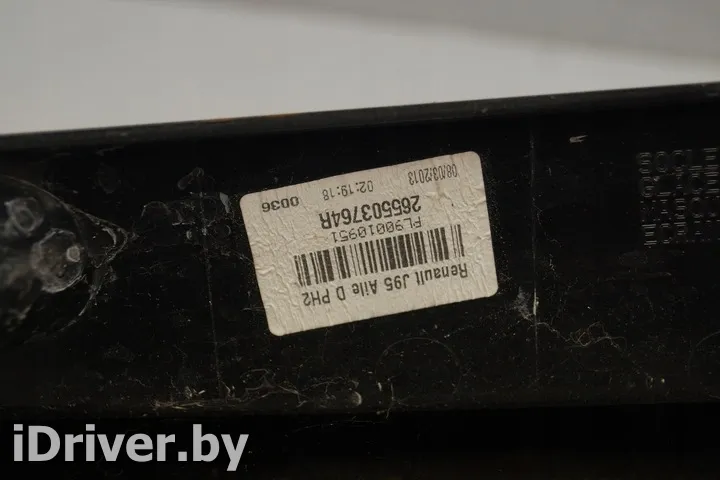 Renault J95 Aile D PH2
PL90010951
265503764R
0036 02:19:18 08/03/2013
iDriver.by